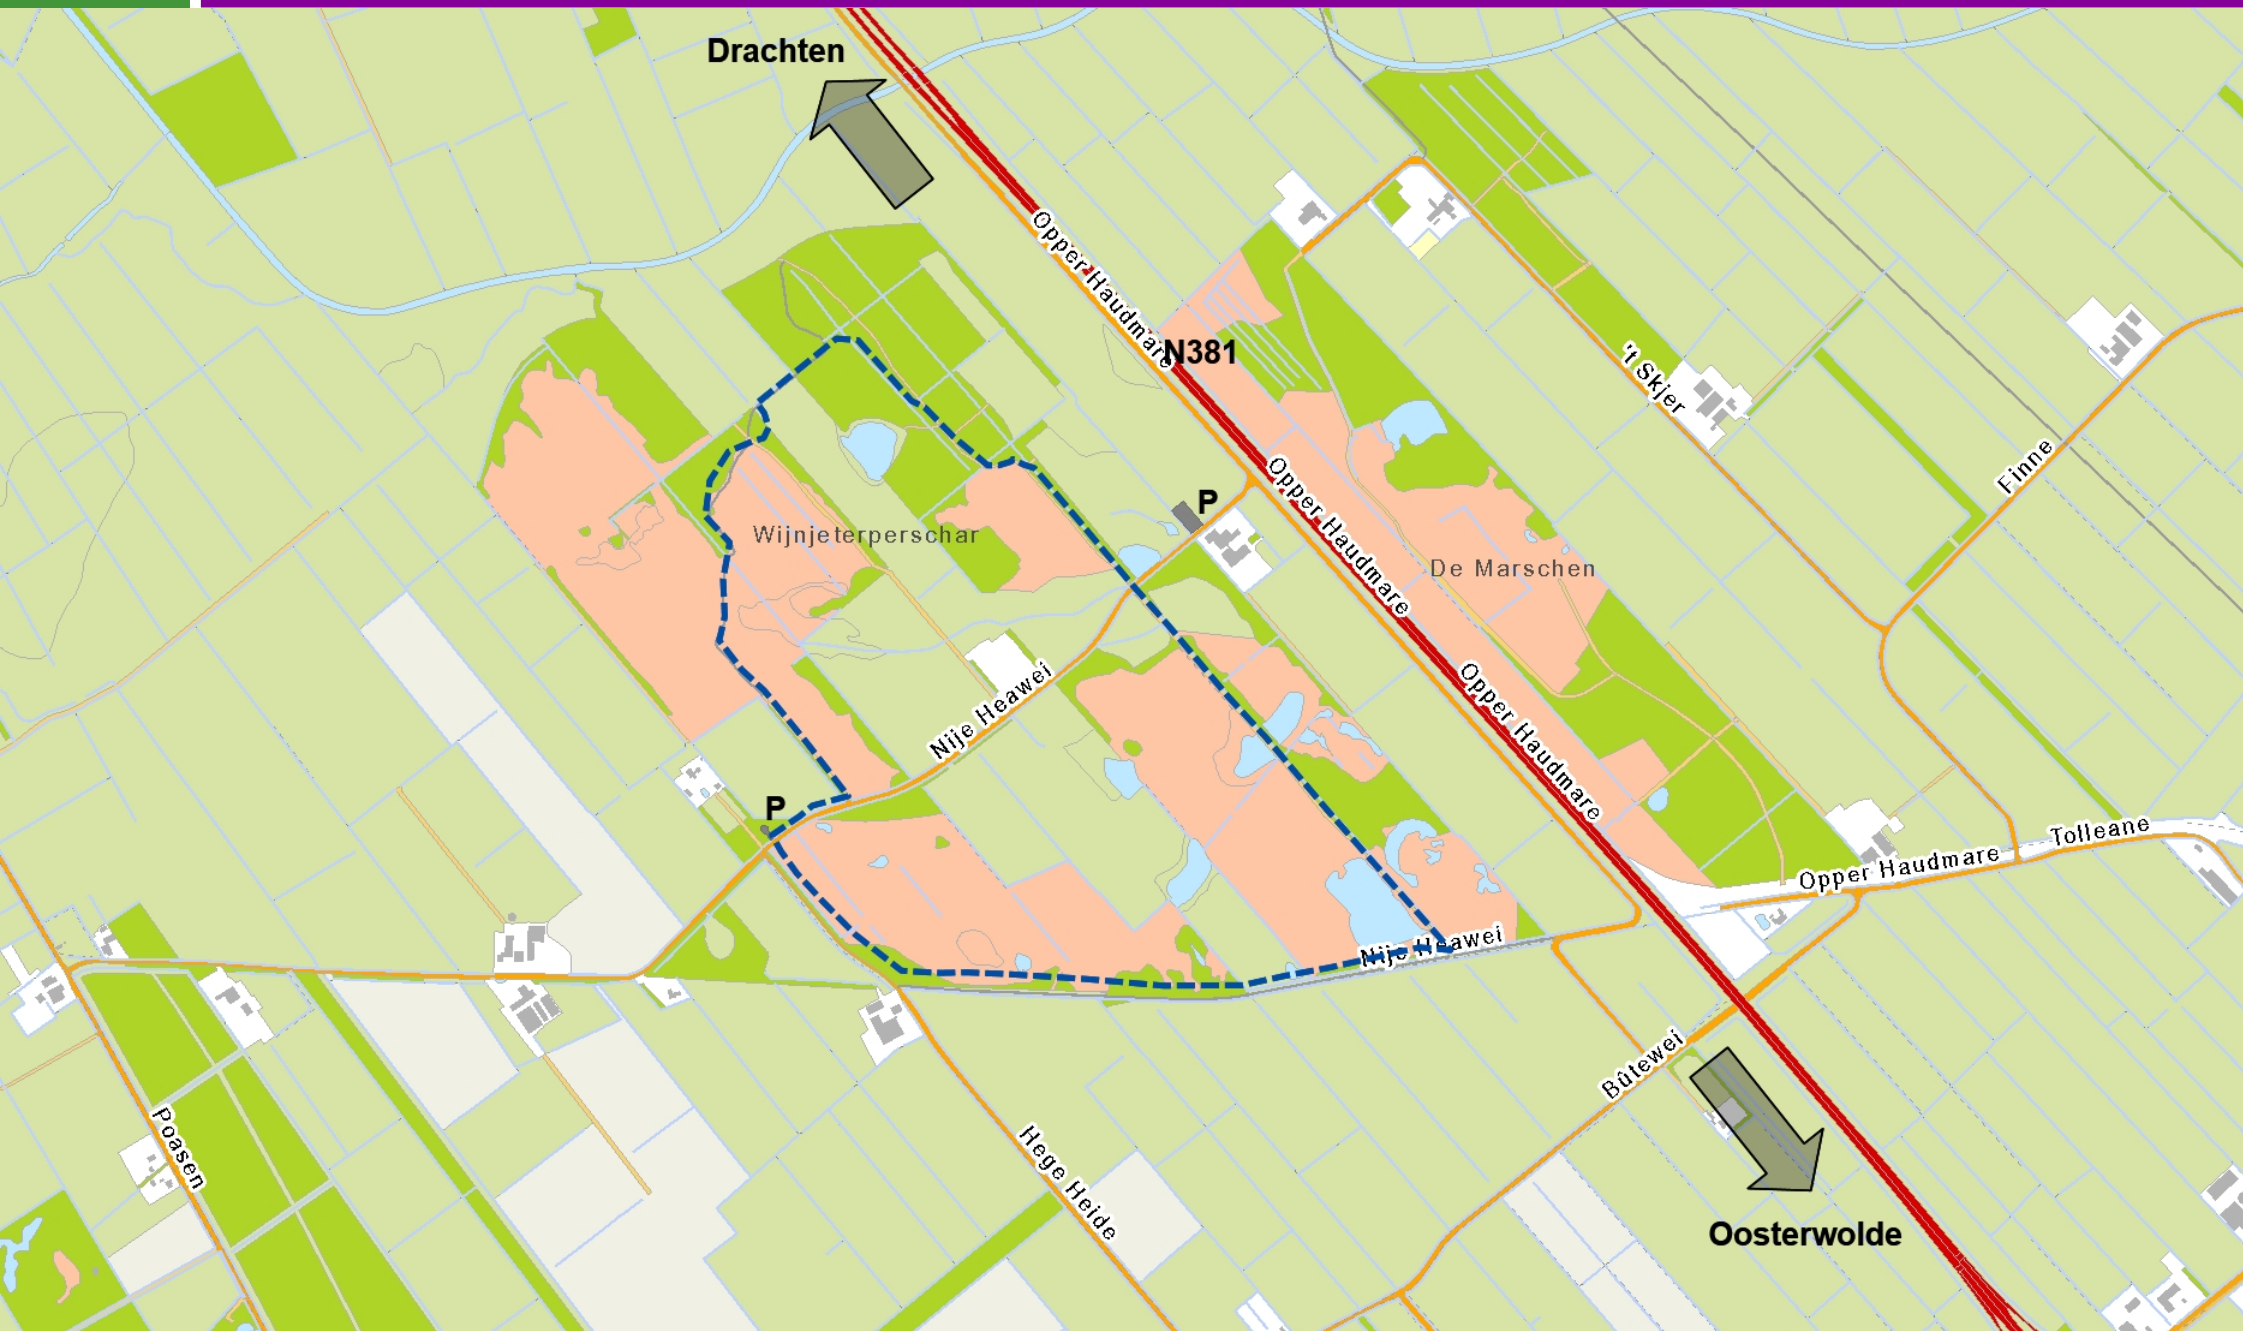 Drachten
Opper Haudmare
N381
't Skjer
Finne
P
Opper Haudmare
Wijnjeterperschar
De Marschen
Nije Heawei
Opper Haudmare
P
Tolleane
Opper Haudmare
Nije Heawei
Bûtewei
Poasen
Hege Heide
Oosterwolde